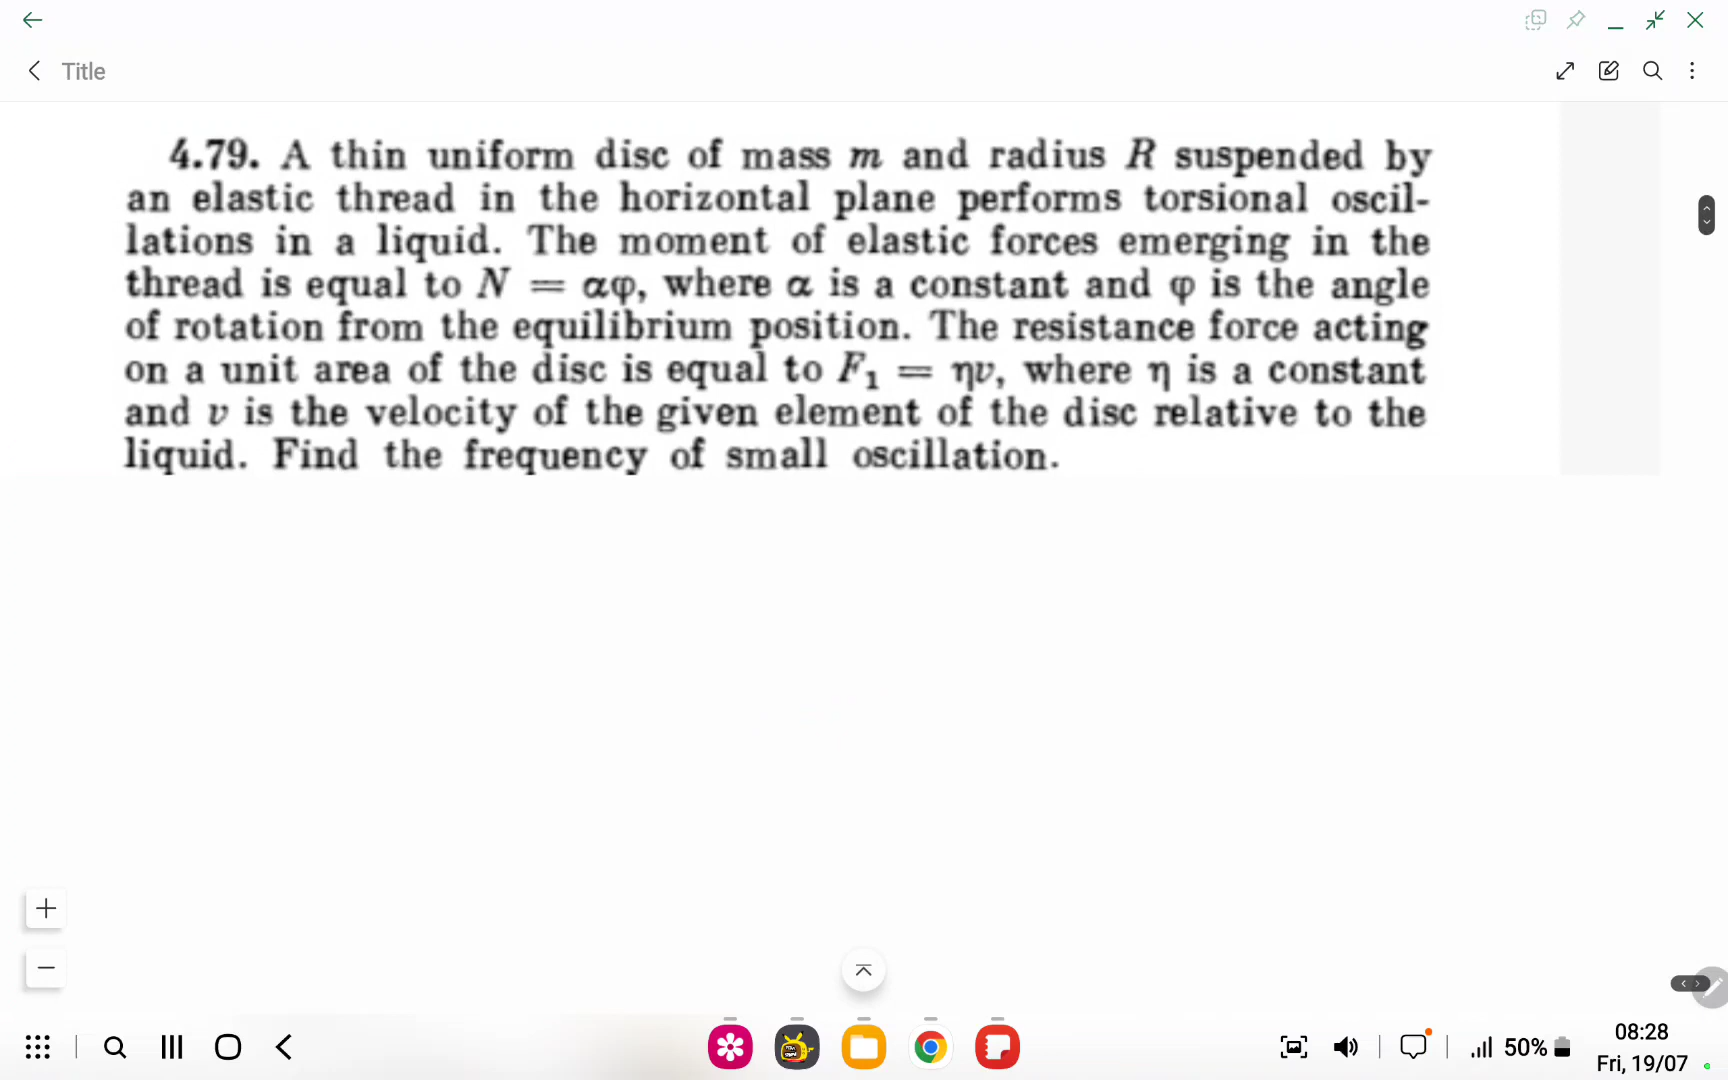 Title
4.79. A thin uniform disc of mass m and radius R suspended by
an elastic thread in the horizontal plane performs torsional oscil-
lations in a liquid. The moment of elastic forces emerging in the
thread is equal to N = αφ, where α is a constant and φ is the angle
of rotation from the equilibrium position. The resistance force acting
on a unit area of the disc is equal to F₁ = ηv, where η is a constant
and v is the velocity of the given element of the disc relative to the
liquid. Find the frequency of small oscillation.
50%
08:28
Fri, 19/07